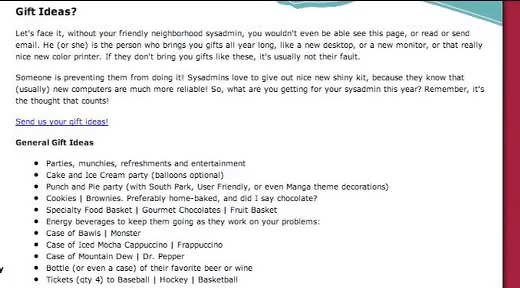 Gift Ideas?
Let's face it, without your friendly neighborhood sysadmin, you wouldn't even be able see this page, or read or send
email. He (or she) is the person who brings you gifts all year long, like a new desktop, or a new monitor, or that really
nice new color printer. If they don't bring you gifts like these, it's usually not their fault.
Someone is preventing them from doing it! Sysadmins love to give out nice new shiny kit, because they know that
(usually) new computers are much more reliable! So, what are you getting for your sysadmin this year? Remember, it's
the thought that counts!
Send us your gift ideas!
General Gift Ideas
Parties, munchies, refreshments and entertainment
Cake and Ice Cream party (balloons optional)
Punch and Pie party (with South Park, User Friendly, or even Manga theme decorations)
Cookies | Brownies. Preferably home-baked, and did I say chocolate?
Specialty Food Basket | Gourmet Chocolates | Fruit Basket
Energy beverages to keep them going as they work on your problems:
Case of Bawls | Monster
Case of Iced Mocha Cappuccino | Frappuccino
Case of Mountain Dew | Dr. Pepper
Bottle (or even a case) of their favorite beer or wine
Tickets (qty 4) to Baseball | Hockey | Basketball